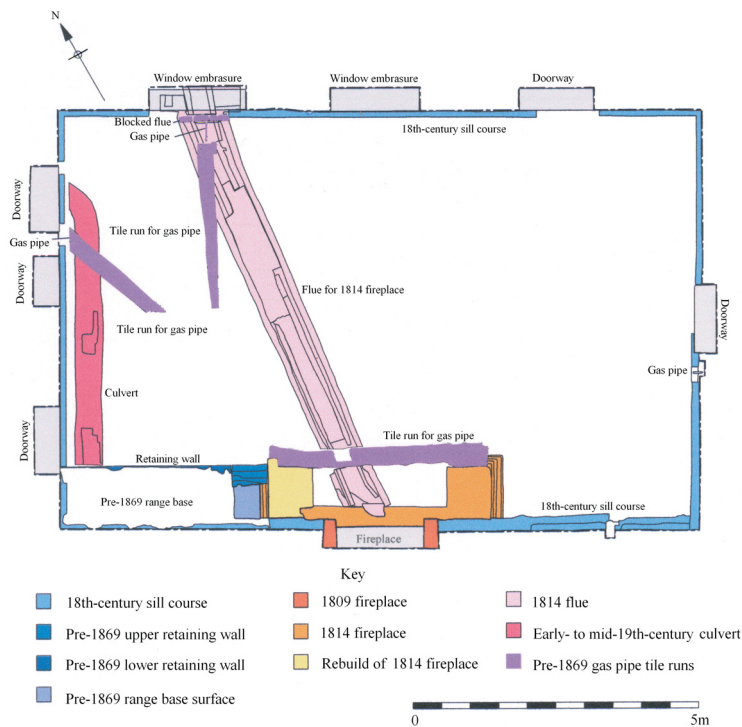 N
Window embrasure
Window embrasure
Doorway
Blocked flue
Gas pipe
18th-century sill course
Doorway
Gas pipe
Tile run for gas pipe
Doorway
Flue for 1814 fireplace
Doorway
Tile run for gas pipe
Gas pipe
Culvert
Doorway
Tile run for gas pipe
Retaining wall
Pre-1869 range base
18th-century sill course
Fireplace
Key
18th-century sill course
1809 fireplace
1814 flue
Pre-1869 upper retaining wall
1814 fireplace
Early- to mid-19th-century culvert
Pre-1869 lower retaining wall
Rebuild of 1814 fireplace
Pre-1869 gas pipe tile runs
Pre-1869 range base surface
0
5m